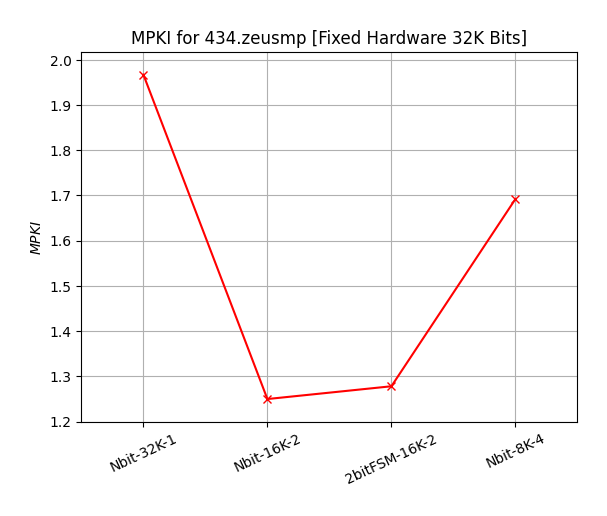 MPKI for 434.zeusmp [Fixed Hardware 32K Bits]
2.0
1.9
1.8
1.7
1.6
1.5
1.4
1.3
1.2
MPKI
Nbit-32K-1
Nbit-16K-2
2bitFSM-16K-2
Nbit-8K-4